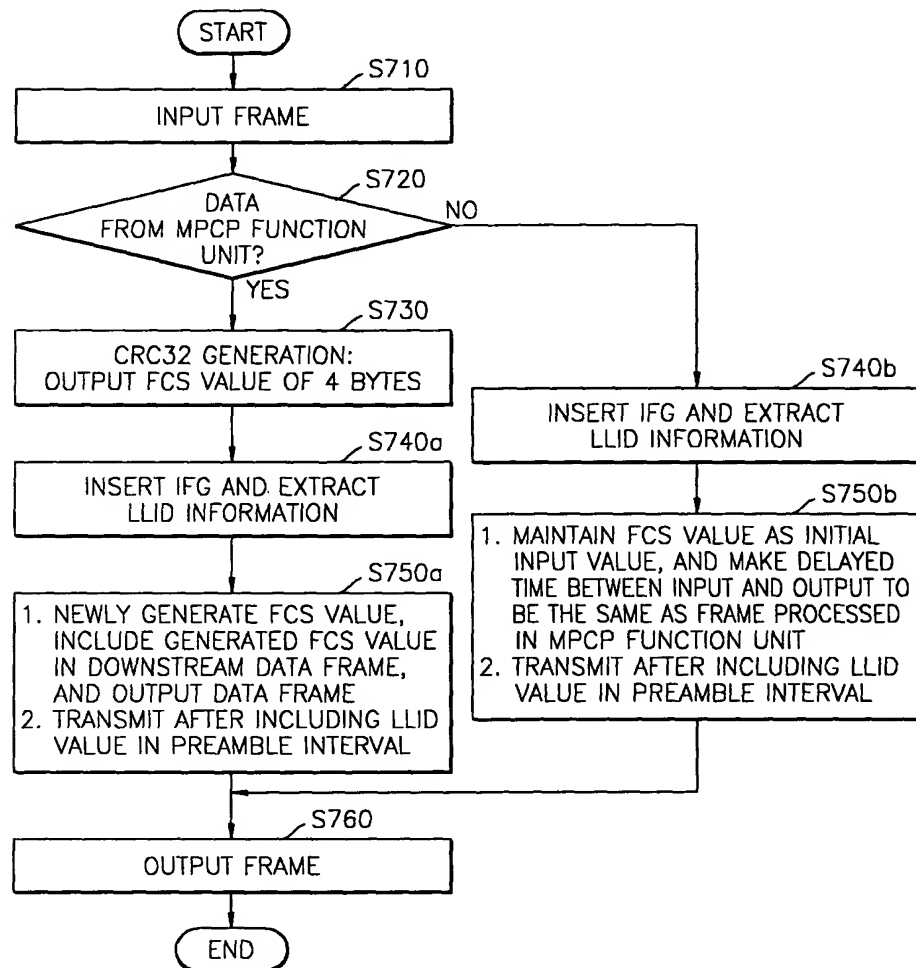 START
S710
INPUT FRAME
S720
DATA
FROM MPCP FUNCTION
UNIT?
NO
YES
S730
CRC32 GENERATION:
OUTPUT FCS VALUE OF 4 BYTES
S740a
INSERT IFG AND EXTRACT
LLID INFORMATION
S750a
1. NEWLY GENERATE FCS VALUE,
INCLUDE GENERATED FCS VALUE
IN DOWNSTREAM DATA FRAME,
AND OUTPUT DATA FRAME
2. TRANSMIT AFTER INCLUDING LLID
VALUE IN PREAMBLE INTERVAL
S740b
INSERT IFG AND EXTRACT
LLID INFORMATION
S750b
1. MAINTAIN FCS VALUE AS INITIAL
INPUT VALUE, AND MAKE DELAYED
TIME BETWEEN INPUT AND OUTPUT TO
BE THE SAME AS FRAME PROCESSED
IN MPCP FUNCTION UNIT
2. TRANSMIT AFTER INCLUDING LLID
VALUE IN PREAMBLE INTERVAL
S760
OUTPUT FRAME
END